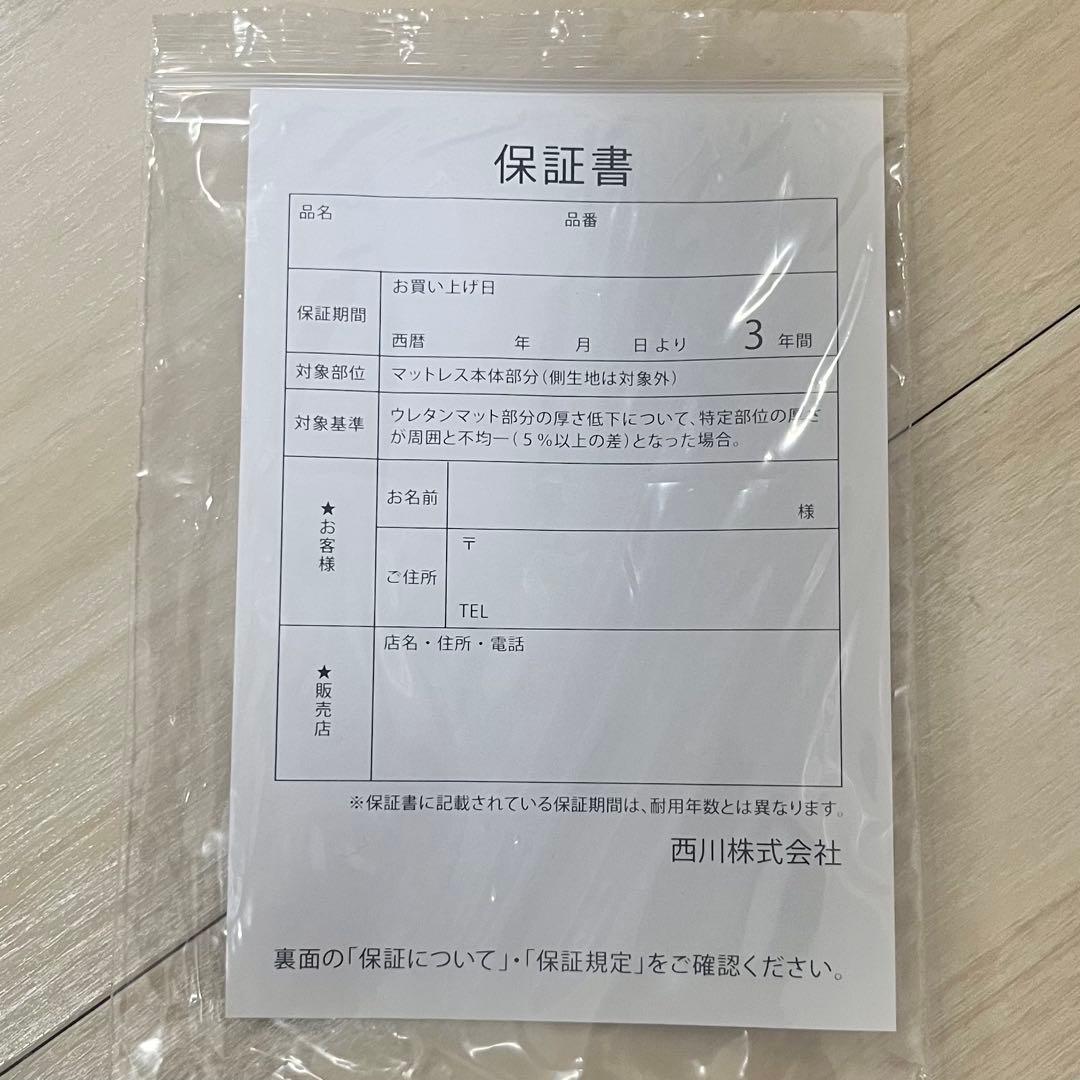 保証書
品名 品番
保証期間
お買い上げ日
西暦 年 月 日 より 3 年間
対象部位
マットレス本体部分(側生地は対象外)
対象基準
ウレタンマット部分の厚さ低下について、特定部位の厚さ
が周囲と不均一(5%以上の差)となった場合。
★お客様
お名前
様
ご住所
〒
TEL
★販売店
店名・住所・電話
※保証書に記載されている保証期間は、耐用年数とは異なります。
西川株式会社
裏面の「保証について」・「保証規定」をご確認ください。